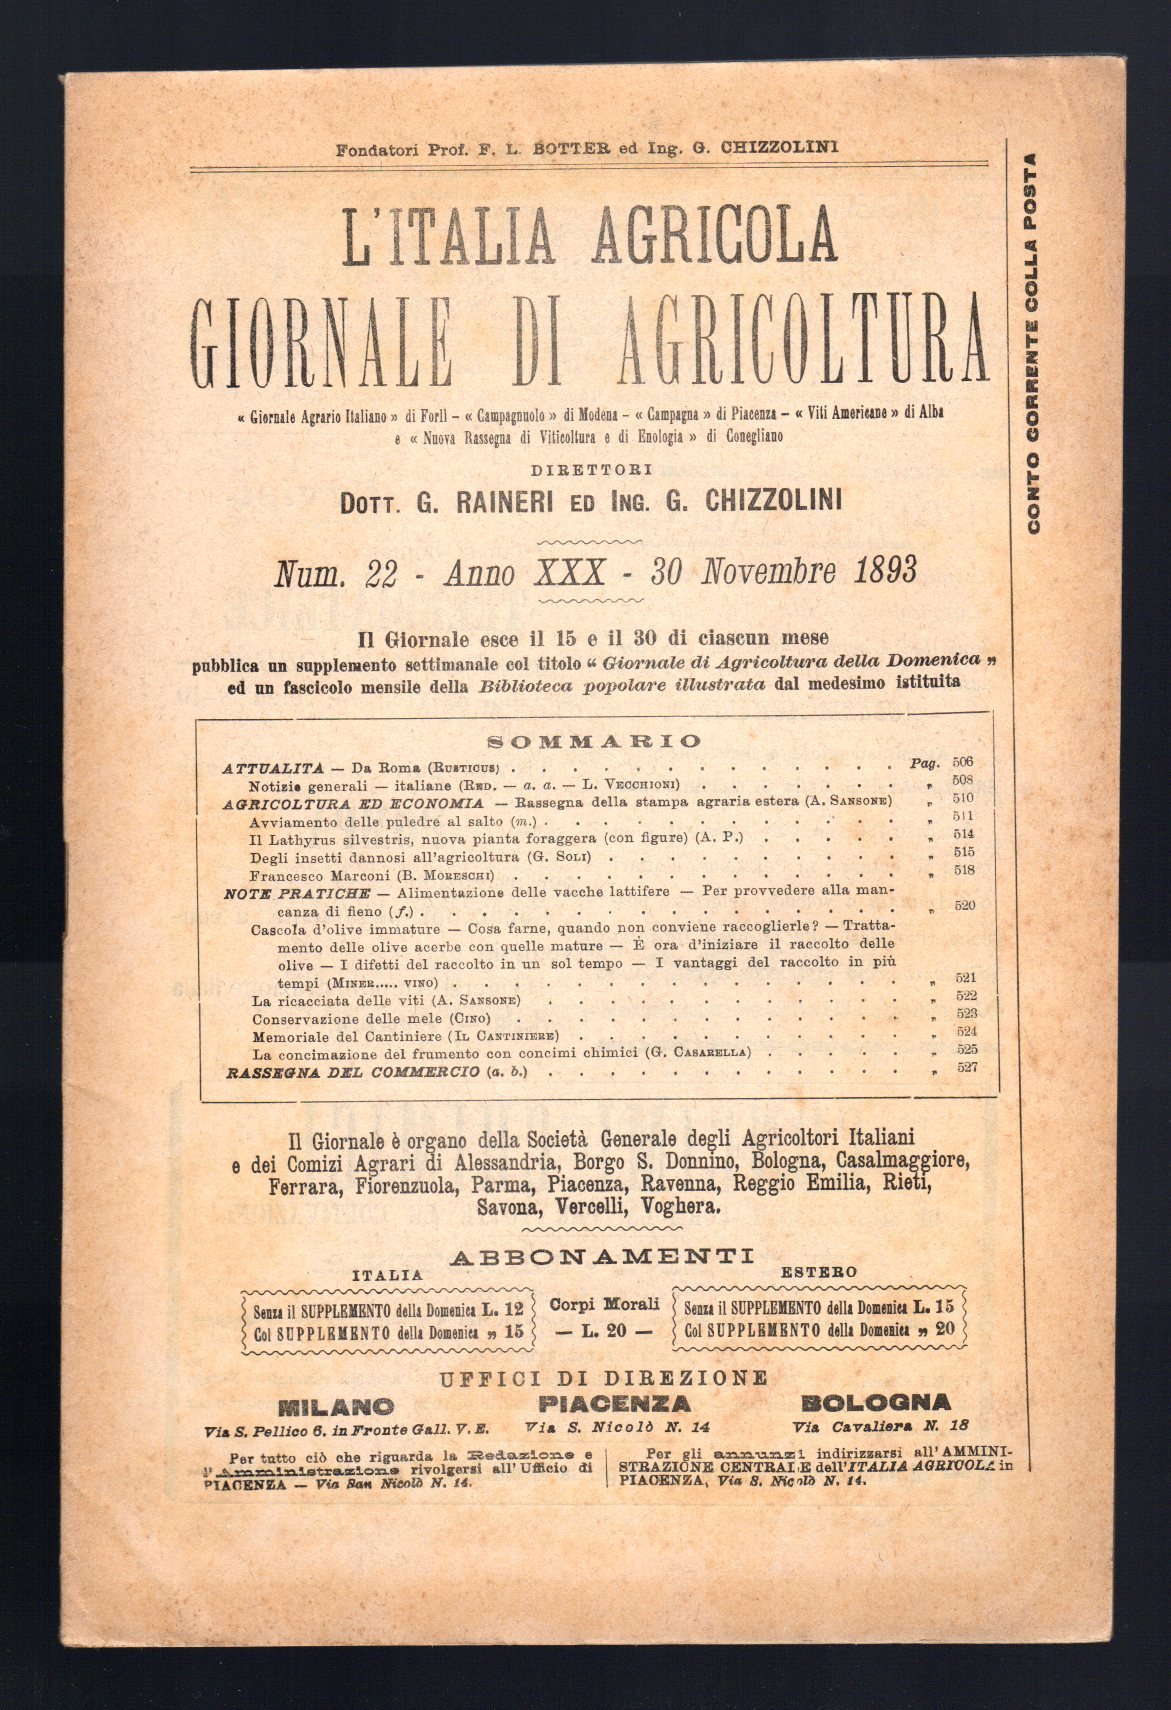 Fondatori Prof. F. L. BOTTER ed Ing. G. CHIZZOLINI
L'ITALIA AGRICOLA
GIORNALE DI AGRICOLTURA
« Giornale Agrario Italiano » di Forlì – « Campagnuolo » di Modena – « Campagna » di Piacenza – « Viti Americane » di Alba
e « Nuova Rassegna di Viticoltura e di Enologia » di Conegliano
DIRETTORI
DOTT. G. RAINERI ED ING. G. CHIZZOLINI
Num. 22 - Anno XXX - 30 Novembre 1893
Il Giornale esce il 15 e il 30 di ciascun mese
pubblica un supplemento settimanale col titolo “ Giornale di Agricoltura della Domenica „
ed un fascicolo mensile della Biblioteca popolare illustrata dal medesimo istituita
SOMMARIO
ATTUALITA — Da Roma (RUSTICUS) . . . . . . . . . . . . . Pag. 506
Notizie generali — italiane (RED. — a. a. — L. VECCHIONI) . . . . . . . „ 508
AGRICOLTURA ED ECONOMIA — Rassegna della stampa agraria estera (A. SANSONE) „ 510
Avviamento delle puledre al salto (m.) . . . . . . . . . . . . „ 511
Il Lathyrus silvestris, nuova pianta foraggera (con figure) (A. P.) . . . . . „ 514
Degli insetti dannosi all'agricoltura (G. SOLI) . . . . . . . . . . „ 515
Francesco Marconi (B. MORESCHI) . . . . . . . . . . . . . „ 518
NOTE PRATICHE — Alimentazione delle vacche lattifere — Per provvedere alla man-
canza di fieno (f.) . . . . . . . . . . . . . . . . „ 520
Cascola d'olive immature — Cosa farne, quando non conviene raccoglierle? — Tratta-
mento delle olive acerbe con quelle mature — È ora d'iniziare il raccolto delle
olive — I difetti del raccolto in un sol tempo — I vantaggi del raccolto in più
tempi (MINER..... VINO) . . . . . . . . . . . . . . . „ 521
La ricacciata delle viti (A. SANSONE) . . . . . . . . . . . . „ 522
Conservazione delle mele (CINO) . . . . . . . . . . . . . „ 523
Memoriale del Cantiniere (IL CANTINIERE) . . . . . . . . . . . „ 524
La concimazione del frumento con concimi chimici (G. CASARELLA) . . . . . „ 525
RASSEGNA DEL COMMERCIO (a. b.) . . . . . . . . . . . . „ 527
Il Giornale è organo della Società Generale degli Agricoltori Italiani
e dei Comizi Agrari di Alessandria, Borgo S. Donnino, Bologna, Casalmaggiore,
Ferrara, Fiorenzuola, Parma, Piacenza, Ravenna, Reggio Emilia, Rieti,
Savona, Vercelli, Voghera.
ABBONAMENTI
ITALIA
Senza il SUPPLEMENTO della Domenica L. 12
Col SUPPLEMENTO della Domenica „ 15
Corpi Morali
— L. 20 —
ESTERO
Senza il SUPPLEMENTO della Domenica L. 15
Col SUPPLEMENTO della Domenica „ 20
UFFICI DI DIREZIONE
MILANO
Via S. Pellico 6. in Fronte Gall. V. E.
PIACENZA
Via S. Nicolò N. 14
BOLOGNA
Via Cavaliera N. 18
Per tutto ciò che riguarda la Redazione e
l'Amministrazione rivolgersi all'Ufficio di
PIACENZA — Via San Nicolò N. 14.
Per gli annunzi indirizzarsi all'AMMINI-
STRAZIONE CENTRALE dell'ITALIA AGRICOLA in
PIACENZA, Via S. Nicolò N. 14.
CONTO CORRENTE COLLA POSTA